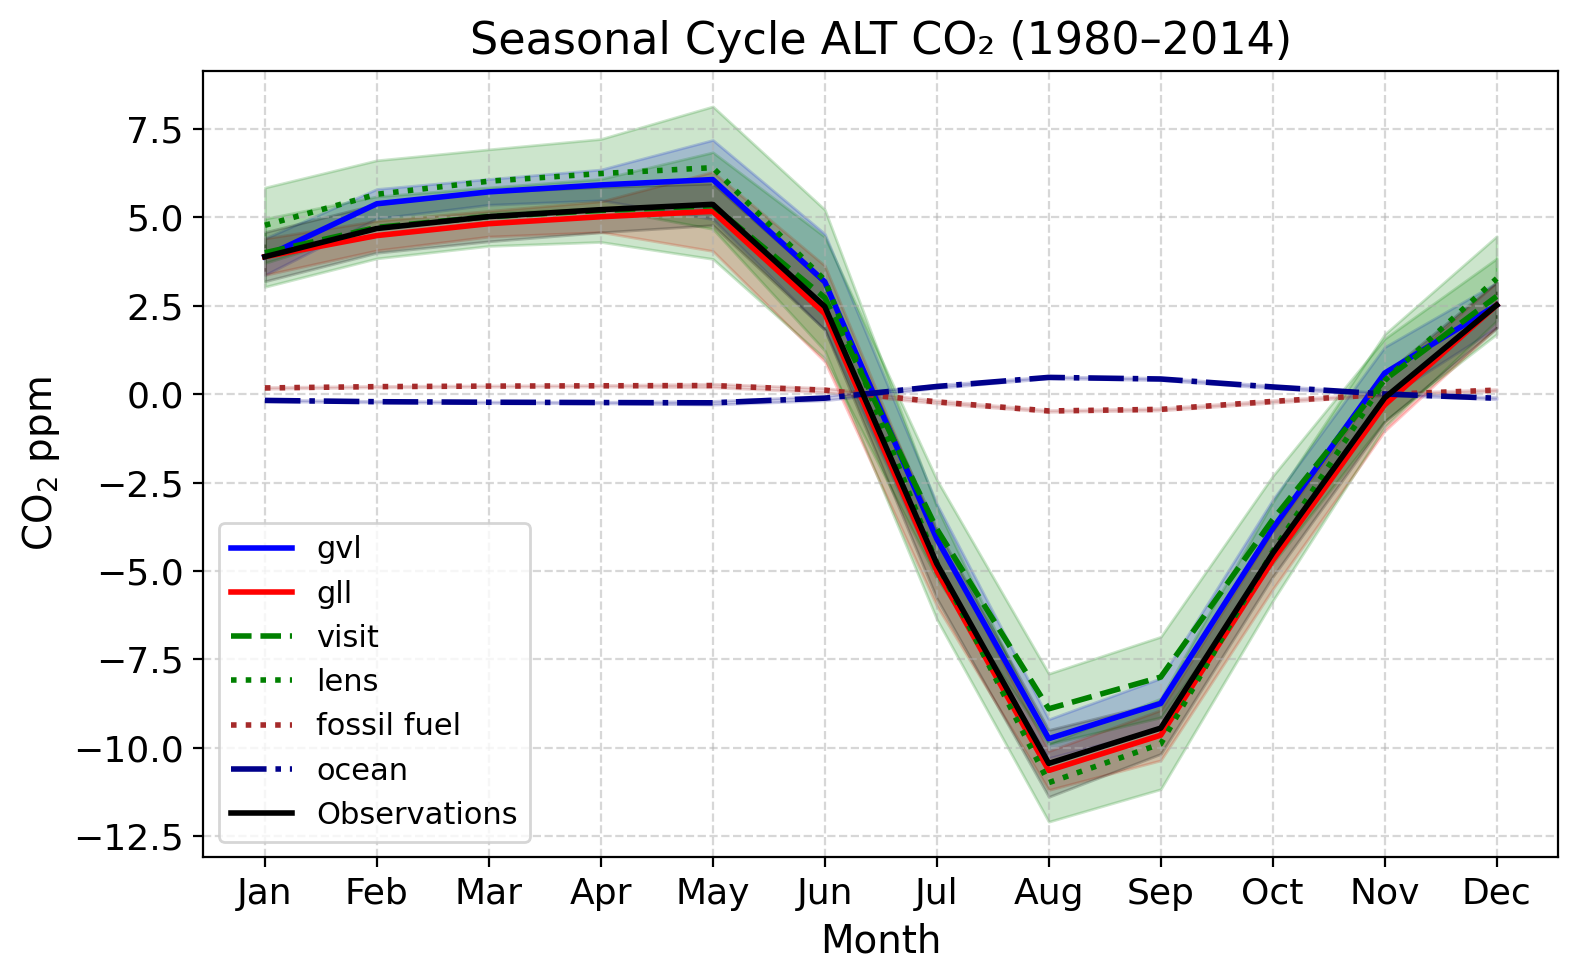 Seasonal Cycle ALT CO₂ (1980–2014)
CO₂ ppm
7.5
5.0
2.5
0.0
−2.5
−5.0
−7.5
−10.0
−12.5
gvl
gll
visit
lens
fossil fuel
ocean
Observations
Jan Feb Mar Apr May Jun Jul Aug Sep Oct Nov Dec
Month